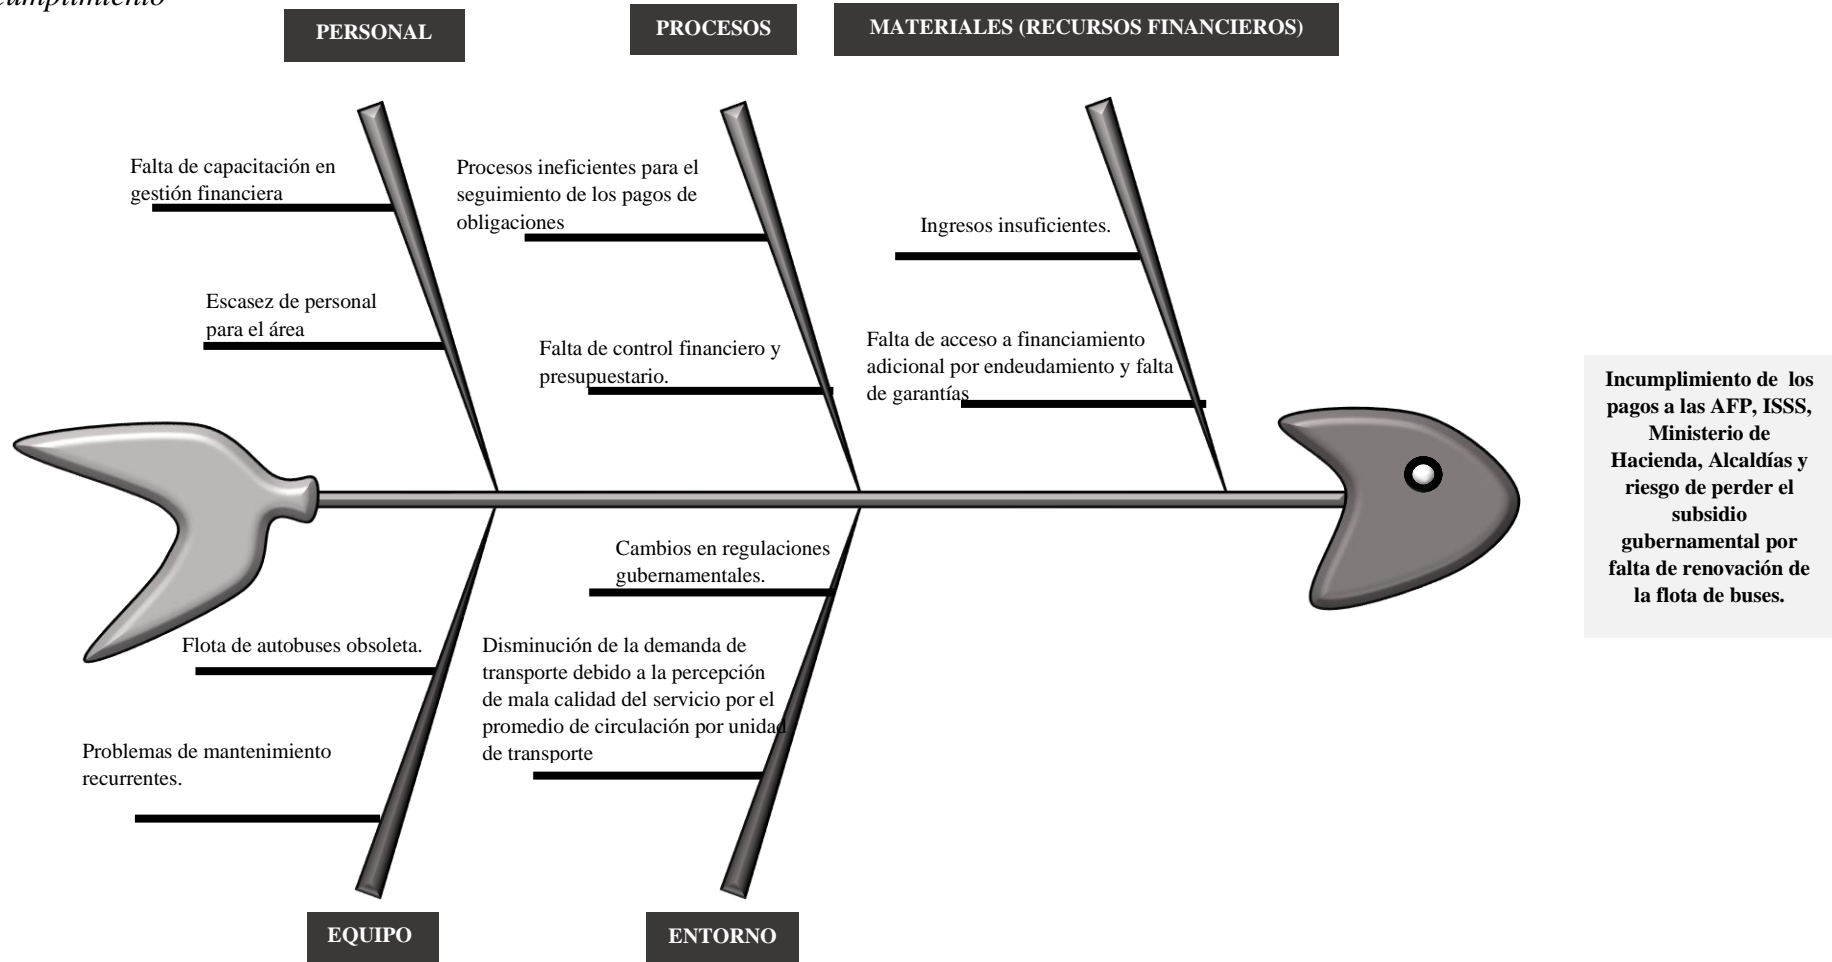 PERSONAL
PROCESOS
MATERIALES (RECURSOS FINANCIEROS)
Falta de capacitación en
gestión financiera
Escasez de personal
para el área
Procesos ineficientes para el
seguimiento de los pagos de
obligaciones
Falta de control financiero y
presupuestario.
Ingresos insuficientes.
Falta de acceso a financiamiento
adicional por endeudamiento y falta
de garantías
Incumplimiento de los
pagos a las AFP, ISSS,
Ministerio de
Hacienda, Alcaldías y
riesgo de perder el
subsidio
gubernamental por
falta de renovación de
la flota de buses.
Flota de autobuses obsoleta.
Problemas de mantenimiento
recurrentes.
Cambios en regulaciones
gubernamentales.
Disminución de la demanda de
transporte debido a la percepción
de mala calidad del servicio por el
promedio de circulación por unidad
de transporte
EQUIPO
ENTORNO